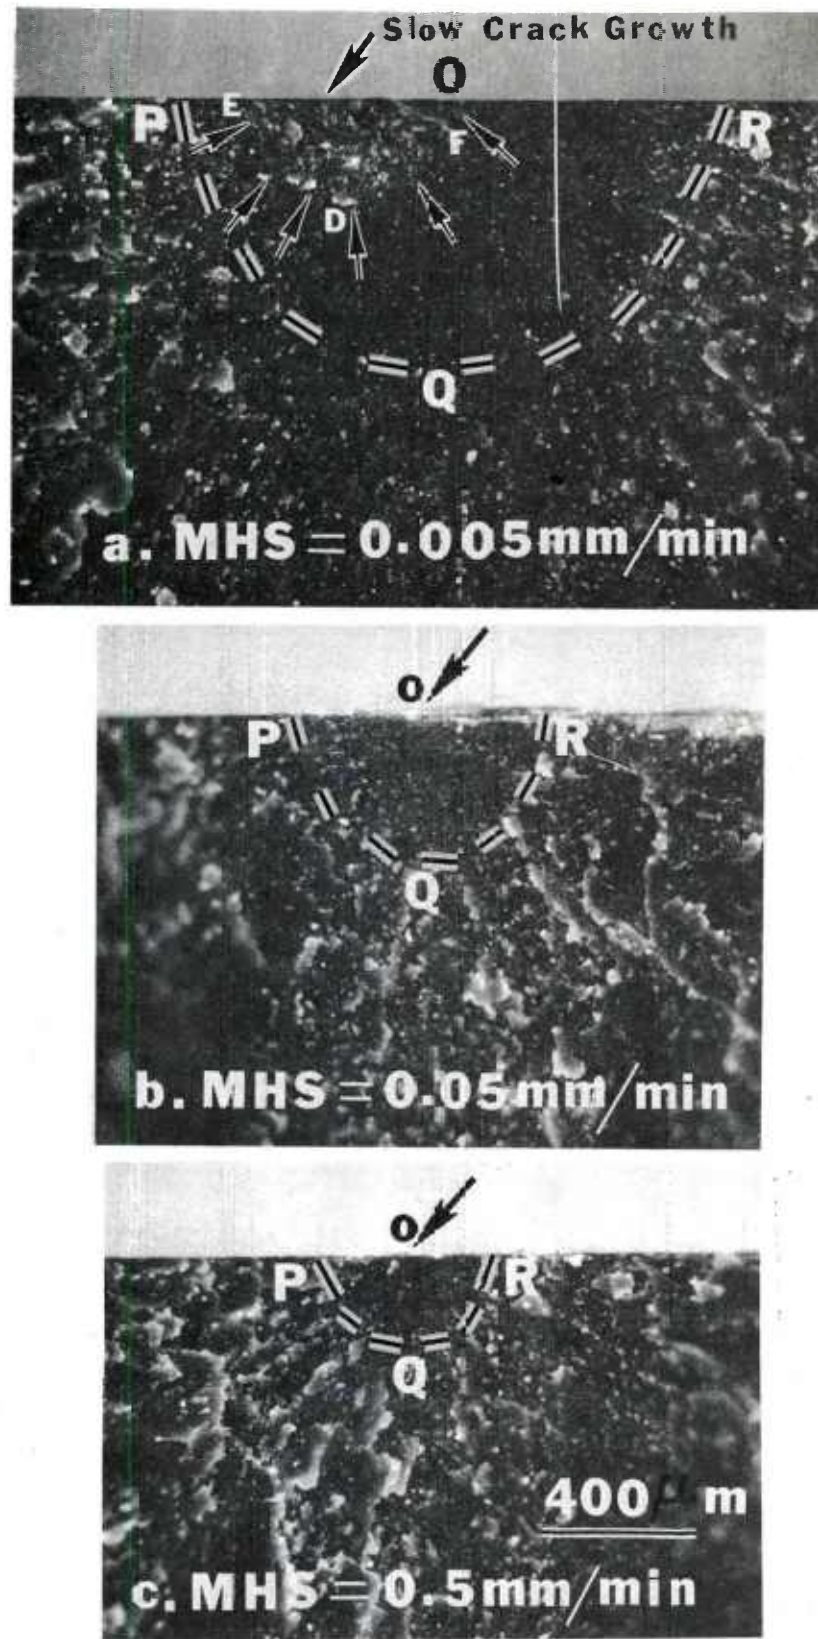 Slow Crack Growth
O
P
E
F
R
D
Q
a. MHS = 0.005mm/min
O
P
R
Q
b. MHS = 0.05mm/min
O
P
R
Q
400 μ m
c. MHS = 0.5mm/min